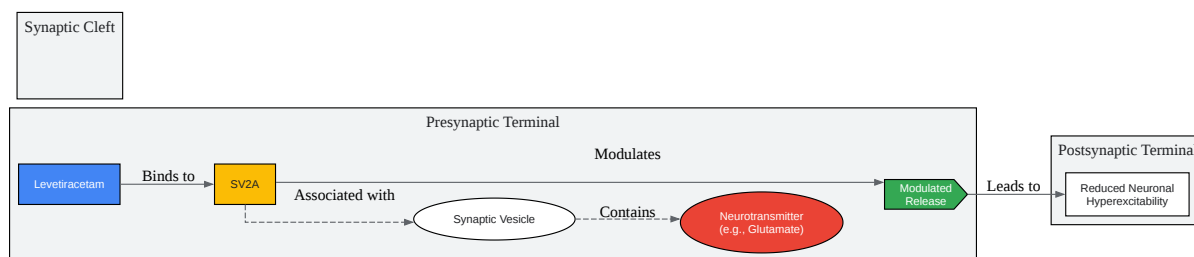 Synaptic Cleft
Presynaptic Terminal
Levetiracetam
Binds to
SV2A
Associated with
Synaptic Vesicle
Contains
Neurotransmitter
(e.g., Glutamate)
Modulates
Modulated
Release
Leads to
Postsynaptic Terminal
Reduced Neuronal
Hyperexcitability